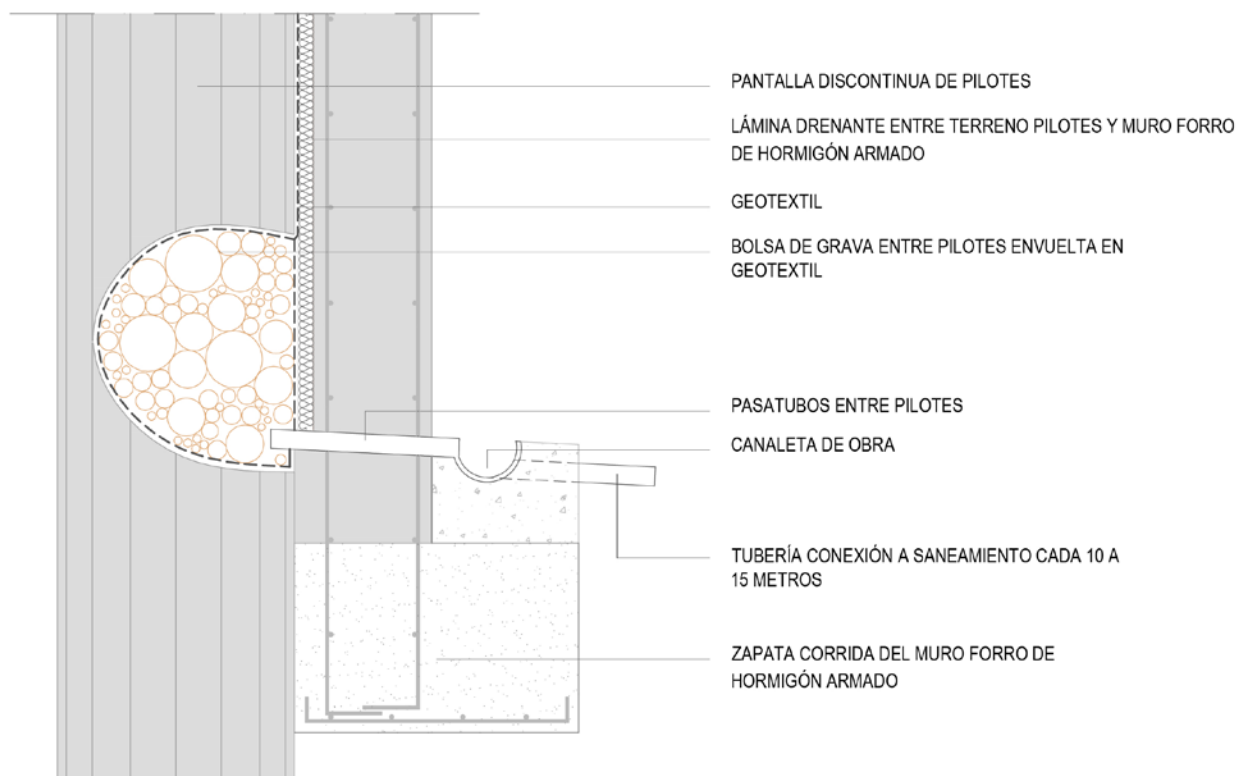 PANTALLA DISCONTINUA DE PILOTES
LÁMINA DRENANTE ENTRE TERRENO PILOTES Y MURO FORRO
DE HORMIGÓN ARMADO
GEOTEXTIL
BOLSA DE GRAVA ENTRE PILOTES ENVUELTA EN
GEOTEXTIL
PASATUBOS ENTRE PILOTES
CANALETA DE OBRA
TUBERÍA CONEXIÓN A SANEAMIENTO CADA 10 A
15 METROS
ZAPATA CORRIDA DEL MURO FORRO DE
HORMIGÓN ARMADO